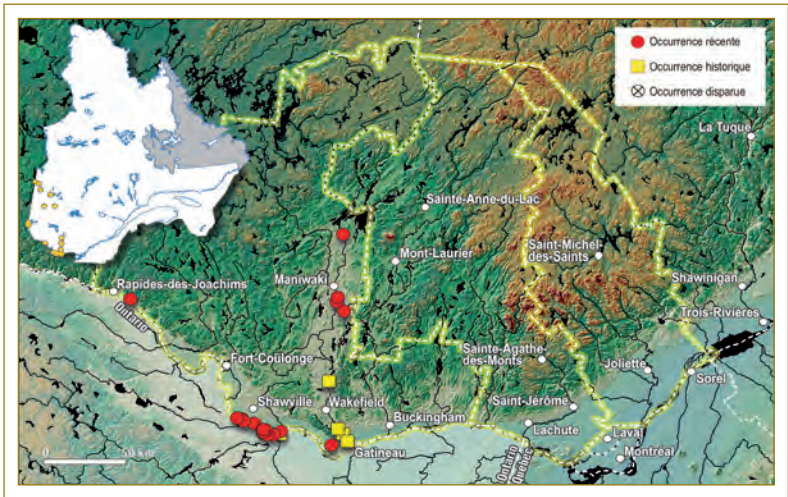 Occurrence récente
Occurrence historique
Occurrence disparue
La Tuque
Sainte-Anne-du-Lac
Saint-Michel-
des-Saints
Mont-Laurier
Maniwaki
Rapides-des-Joachims
Shawinigan
Ontario
Trois-Rivières
Fort-Coulonge
Sainte-Agathe-
des-Monts
Joliette
Sorel
Shawville
Wakefield
Saint-Jérôme
Buckingham
Lachute
Laval
Gatineau
Montréal
Ontario
Québec
0 50 km